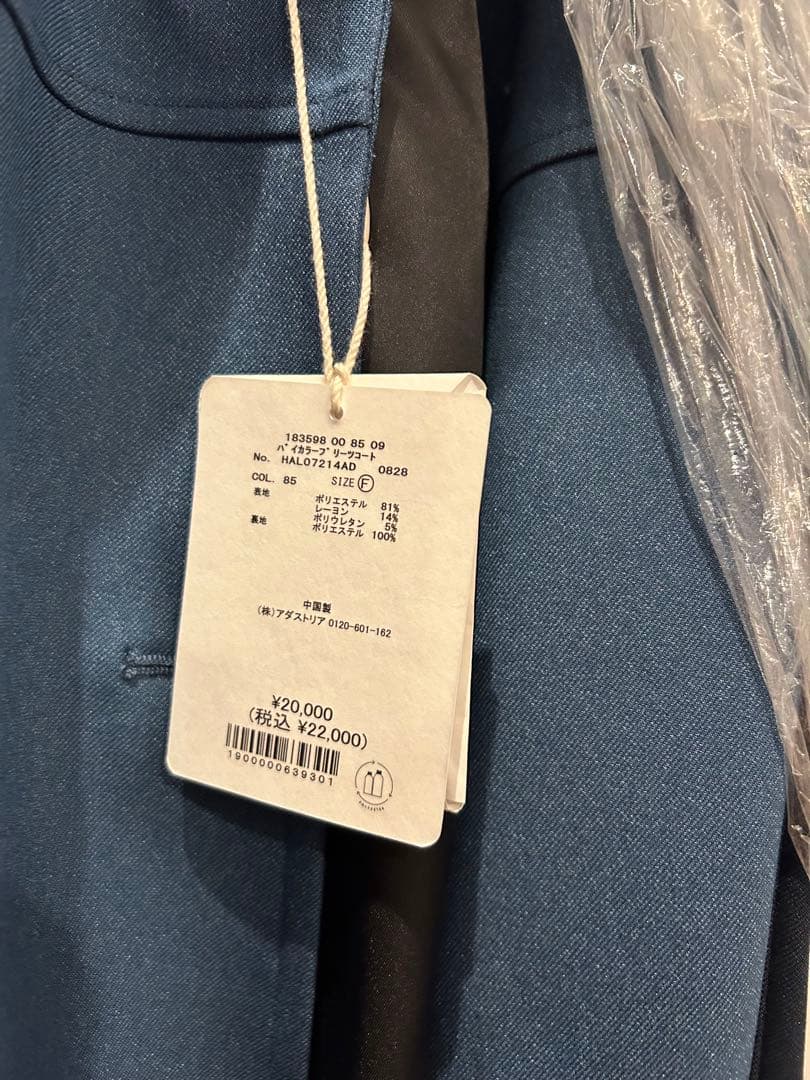 183598 00 85 09
バイカラープリーツコート
No. HAL07214AD 0828
COL. 85 SIZE Ⓕ
表地 ポリエステル 81%
レーヨン 14%
ポリウレタン 5%
裏地 ポリエステル 100%
中国製
(株)アダストリア 0120-601-162
¥20,000
(税込 ¥22,000)
1900000639301